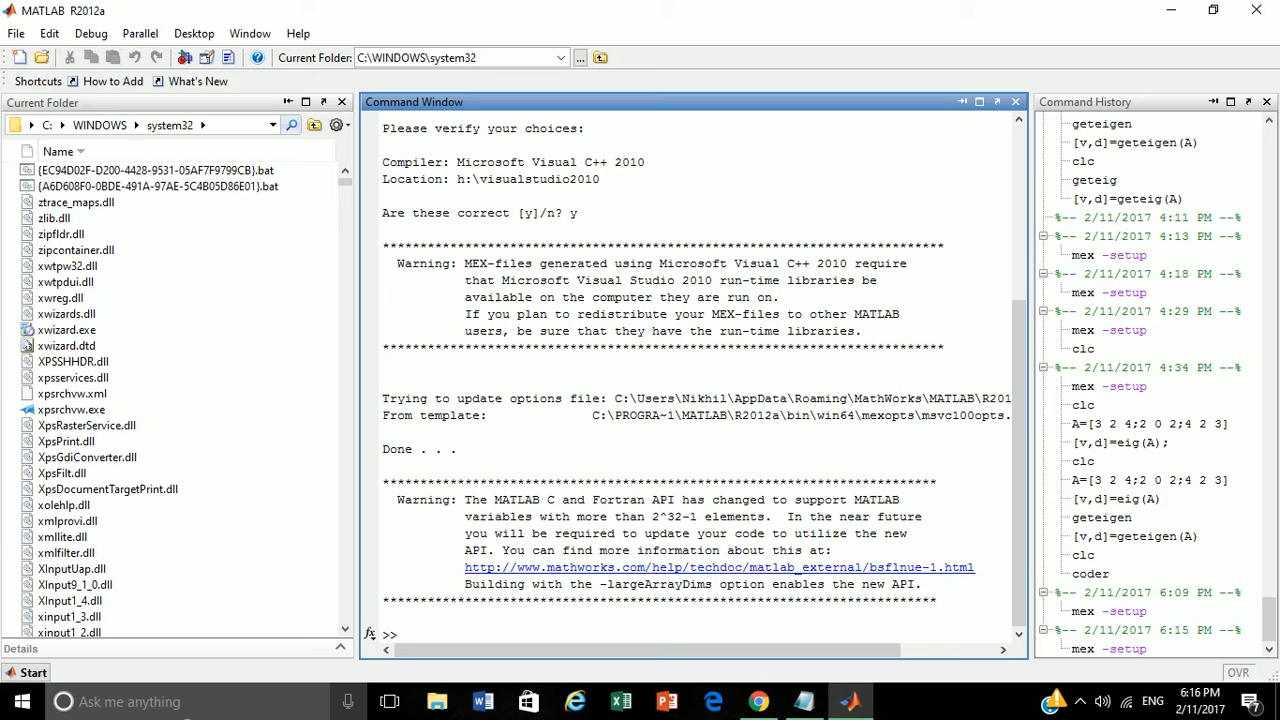 MATLAB R2012a
File Edit Debug Parallel Desktop Window Help
Current Folder: C:\WINDOWS\system32
Shortcuts How to Add What's New
Current Folder
C: WINDOWS system32
Name
{EC94D02F-D200-4428-9531-05AF7F9799CB}.bat
{A6D608F0-0BDE-491A-97AE-5C4B05D86E01}.bat
ztrace_maps.dll
zlib.dll
zipfldr.dll
zipcontainer.dll
xwtpw32.dll
xwtpdui.dll
xwreg.dll
xwizards.dll
xwizard.exe
xwizard.dtd
XPSSHHDR.dll
xpsservices.dll
xpsrchvw.xml
xpsrchvw.exe
XpsRasterService.dll
XpsPrint.dll
XpsGdiConverter.dll
XpsFilt.dll
XpsDocumentTargetPrint.dll
xolehlp.dll
xmlprovi.dll
xmllite.dll
xmlfilter.dll
XInputUap.dll
XInput9_1_0.dll
XInput1_4.dll
xinput1_3.dll
xinput1_2.dll
Details
Command Window
Please verify your choices:
Compiler: Microsoft Visual C++ 2010
Location: h:\visualstudio2010
Are these correct [y]/n? y
***************************************************************************
Warning: MEX-files generated using Microsoft Visual C++ 2010 require
that Microsoft Visual Studio 2010 run-time libraries be
available on the computer they are run on.
If you plan to redistribute your MEX-files to other MATLAB
users, be sure that they have the run-time libraries.
***************************************************************************
Trying to update options file: C:\Users\Nikhil\AppData\Roaming\MathWorks\MATLAB\R201
From template: C:\PROGRA~1\MATLAB\R2012a\bin\win64\mexopts\msvc100opts.
Done . . .
**************************************************************************
Warning: The MATLAB C and Fortran API has changed to support MATLAB
variables with more than 2^32-1 elements. In the near future
you will be required to update your code to utilize the new
API. You can find more information about this at:
http://www.mathworks.com/help/techdoc/matlab_external/bsflnue-1.html
Building with the -largeArrayDims option enables the new API.
**************************************************************************
fx >>
Command History
geteigen
[v,d]=geteigen(A)
clc
geteig
[v,d]=geteig(A)
%-- 2/11/2017 4:11 PM --%
%-- 2/11/2017 4:13 PM --%
mex -setup
%-- 2/11/2017 4:18 PM --%
mex -setup
%-- 2/11/2017 4:29 PM --%
mex -setup
clc
%-- 2/11/2017 4:34 PM --%
mex -setup
clc
A=[3 2 4;2 0 2;4 2 3]
[v,d]=eig(A);
clc
A=[3 2 4;2 0 2;4 2 3]
[v,d]=eig(A)
geteigen
[v,d]=geteigen(A)
clc
coder
%-- 2/11/2017 6:09 PM --%
mex -setup
%-- 2/11/2017 6:15 PM --%
mex -setup
Start
OVR
Ask me anything
ENG
6:16 PM
2/11/2017
7